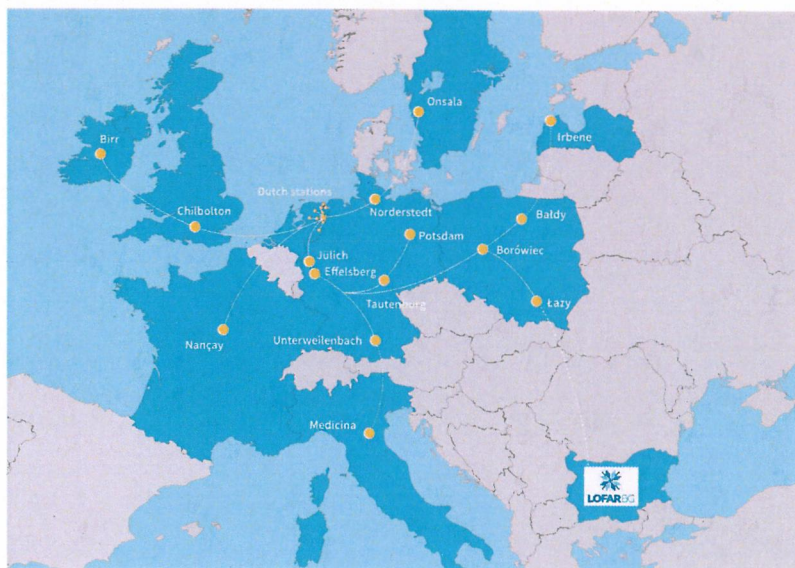 Onsala
Irbene
Birr
Dutch stations
Chilbolton
Norderstedt
Bałdy
Potsdam
Borówiec
Jülich
Effelsberg
Tautenburg
Łazy
Nançay
Unterweilenbach
Medicina
LOFAR BG